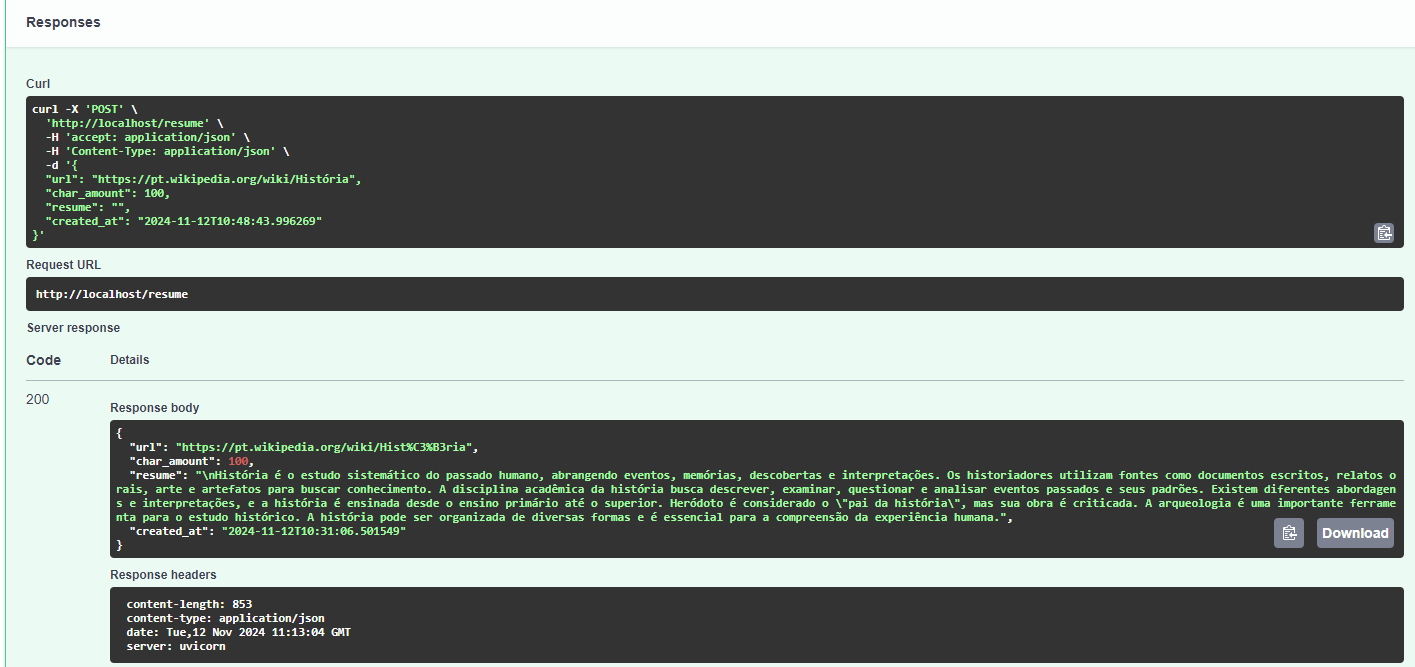 Responses
Curl
curl -X 'POST' \
'http://localhost/resume' \
-H 'accept: application/json' \
-H 'Content-Type: application/json' \
-d '{
"url": "https://pt.wikipedia.org/wiki/História",
"char_amount": 100,
"resume": "",
"created_at": "2024-11-12T10:48:43.996269"
}'
Request URL
http://localhost/resume
Server response
Code Details
200
Response body
{
"url": "https://pt.wikipedia.org/wiki/Hist%C3%B3ria",
"char_amount": 100,
"resume": "\nHistória é o estudo sistemático do passado humano, abrangendo eventos, memórias, descobertas e interpretações. Os historiadores utilizam fontes como documentos escritos, relatos o
rais, arte e artefatos para buscar conhecimento. A disciplina acadêmica da história busca descrever, examinar, questionar e analisar eventos passados e seus padrões. Existem diferentes abordagen
s e interpretações, e a história é ensinada desde o ensino primário até o superior. Heródoto é considerado o \"pai da história\", mas sua obra é criticada. A arqueologia é uma importante ferrame
nta para o estudo histórico. A história pode ser organizada de diversas formas e é essencial para a compreensão da experiência humana.",
"created_at": "2024-11-12T10:31:06.501549"
}
Download
Response headers
content-length: 853
content-type: application/json
date: Tue,12 Nov 2024 11:13:04 GMT
server: uvicorn